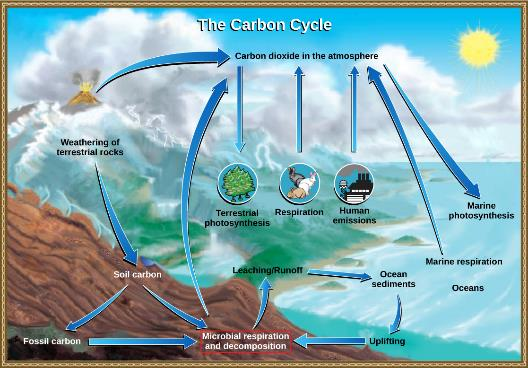 The Carbon Cycle
Carbon dioxide in the atmosphere
Weathering of
terrestrial rocks
Terrestrial
photosynthesis
Respiration
Human
emissions
Marine
photosynthesis
Marine respiration
Soil carbon
Leaching/Runoff
Ocean
sediments
Oceans
Fossil carbon
Microbial respiration
and decomposition
Uplifting